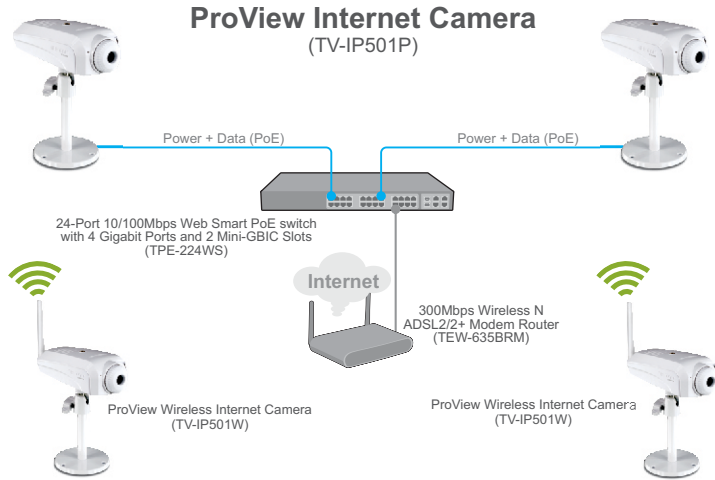 ProView Internet Camera
(TV-IP501P)
Power + Data (PoE)
Power + Data (PoE)
24-Port 10/100Mbps Web Smart PoE switch
with 4 Gigabit Ports and 2 Mini-GBIC Slots
(TPE-224WS)
Internet
300Mbps Wireless N
ADSL2/2+ Modem Router
(TEW-635BRM)
ProView Wireless Internet Camera
(TV-IP501W)
ProView Wireless Internet Camera
(TV-IP501W)